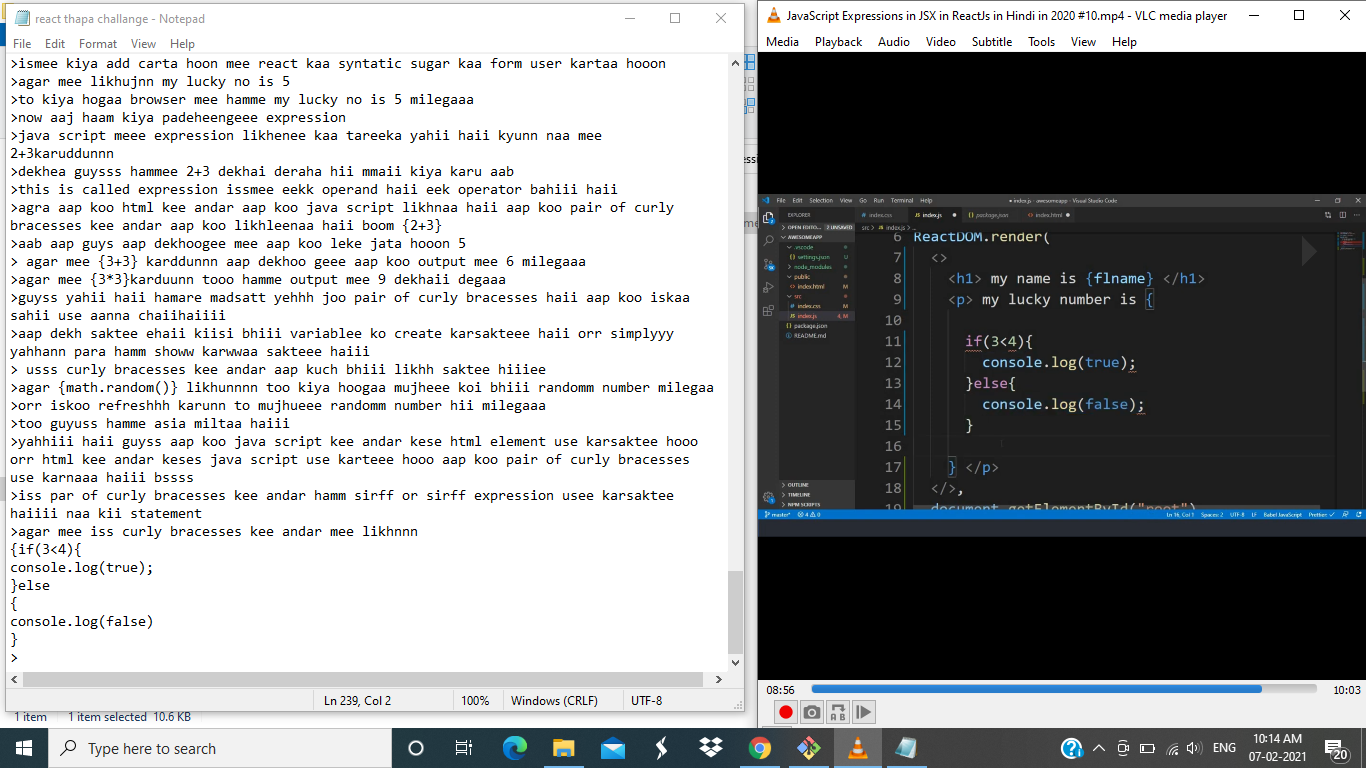 react thapa challange - Notepad
File Edit Format View Help
>ismee kiya add carta hoon mee react kaa syntatic sugar kaa form user kartaa hooon
>agar mee likhujnn my lucky no is 5
>to kiya hogaa browser mee hamme my lucky no is 5 milegaaa
>now aaj haam kiya padeheengeee expression
>java script meee expression likhenee kaa tareeka yahii haii kyunn naa mee
2+3karuddunnn
>dekhea guysss hammee 2+3 dekhai deraha hii mmaii kiya karu aab
>this is called expression issmee eekk operand haii eek operator bahiii haii
>agra aap koo html kee andar aap koo java script likhnaa haii aap koo pair of curly
bracesses kee andar aap koo likhleenaa haii boom {2+3}
>aab aap guys aap dekhoogee mee aap koo leke jata hooon 5
> agar mee {3+3} karddunnn aap dekhoo geee aap koo output mee 6 milegaaa
>agar mee {3*3}karduunn tooo hamme output mee 9 dekhaii degaaa
>guyss yahii haii hamare madsatt yehhh joo pair of curly bracesses haii aap koo iskaa
sahii use aanna chaiihaiiii
>aap dekh saktee ehaii kiisi bhiii variablee ko create karsakteee haii orr simplyyy
yahhann para hamm showw karwwaa sakteee haiii
> usss curly bracesses kee andar aap kuch bhiii likhh saktee hiiiee
>agar {math.random()} likhunnnn too kiya hoogaa mujheee koi bhiii randomm number milegaa
>orr iskoo refreshhh karunn to mujhueee randomm number hii milegaaa
>too guyuss hamme asia miltaa haiii
>yahhiii haii guyss aap koo java script kee andar kese html element use karsaktee hooo
orr html kee andar keses java script use karteee hooo aap koo pair of curly bracesses
use karnaaa haiii bssss
>iss par of curly bracesses kee andar hamm sirff or sirff expression usee karsaktee
haiiii naa kii statement
>agar mee iss curly bracesses kee andar mee likhnnn
{if(3<4){
console.log(true);
}else
{
console.log(false)
}
>
Ln 239, Col 2 100% Windows (CRLF) UTF-8
1 item 1 item selected 10.6 KB
JavaScript Expressions in JSX in ReactJs in Hindi in 2020 #10.mp4 - VLC media player
Media Playback Audio Video Subtitle Tools View Help
File Edit Selection View Go Run Terminal Help
index.js - awesomeapp - Visual Studio Code
EXPLORER
OPEN EDITO... 2 UNSAVED
AWESOMEAPP
.vscode
settings.json U
node_modules
public
index.html M
src
index.css M
index.js 4, M
package.json
README.md
OUTLINE
TIMELINE
NPM SCRIPTS
index.css index.js package.json index.html
src > index.js > ...
6 ReactDOM.render(
7 <>
8 <h1> my name is {flname} </h1>
9 <p> my lucky number is {
10
11 if(3<4){
12 console.log(true);
13 }else{
14 console.log(false);
15 }
16
17 } </p>
18 </>,
19 document.getElementById("root")
master* 4 0 Ln 16, Col 1 Spaces: 2 UTF-8 LF Babel JavaScript Prettier
08:56 10:03
Type here to search
ENG
10:14 AM
07-02-2021
20